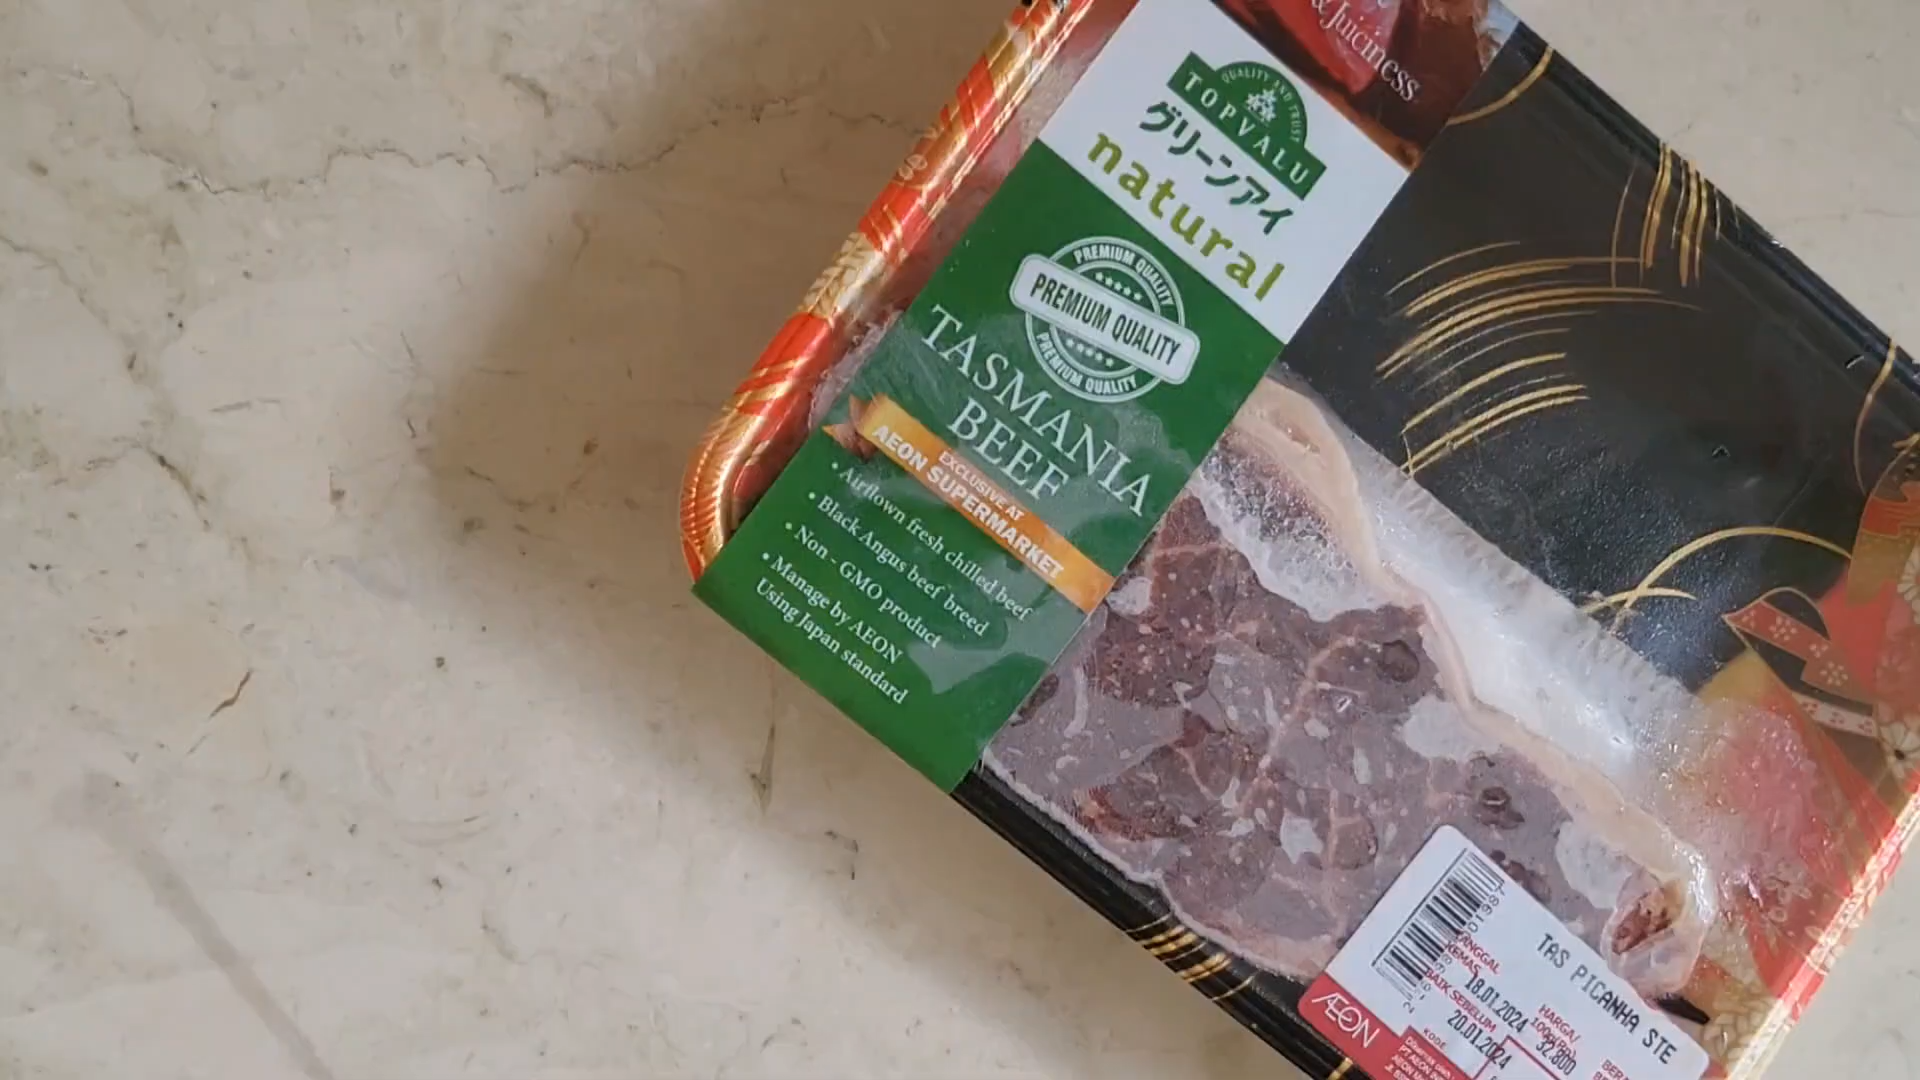 & Juiciness
QUALITY AND TRUST
TOPVALU
グリーンアイ
natural
PREMIUM QUALITY
PREMIUM QUALITY
PREMIUM QUALITY
TASMANIA
BEEF
EXCLUSIVE AT
AEON SUPERMARKET
• Airflown fresh chilled beef
• Black Angus beef breed
• Non - GMO product
• Manage by AEON
Using Japan standard
TAS PICANHA STE
TANGGAL
KEMAS
18.01.2024
BAIK SEBELUM
20.01.2024
HARGA/
100g(Rp)
32.800
KODE
ÆON